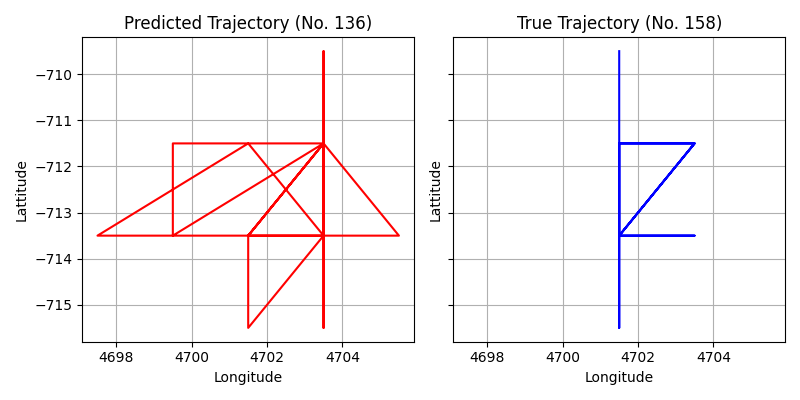 Predicted Trajectory (No. 136)
True Trajectory (No. 158)
Lattitude
−710
−711
−712
−713
−714
−715
4698
4700
4702
4704
Longitude
Lattitude
4698
4700
4702
4704
Longitude